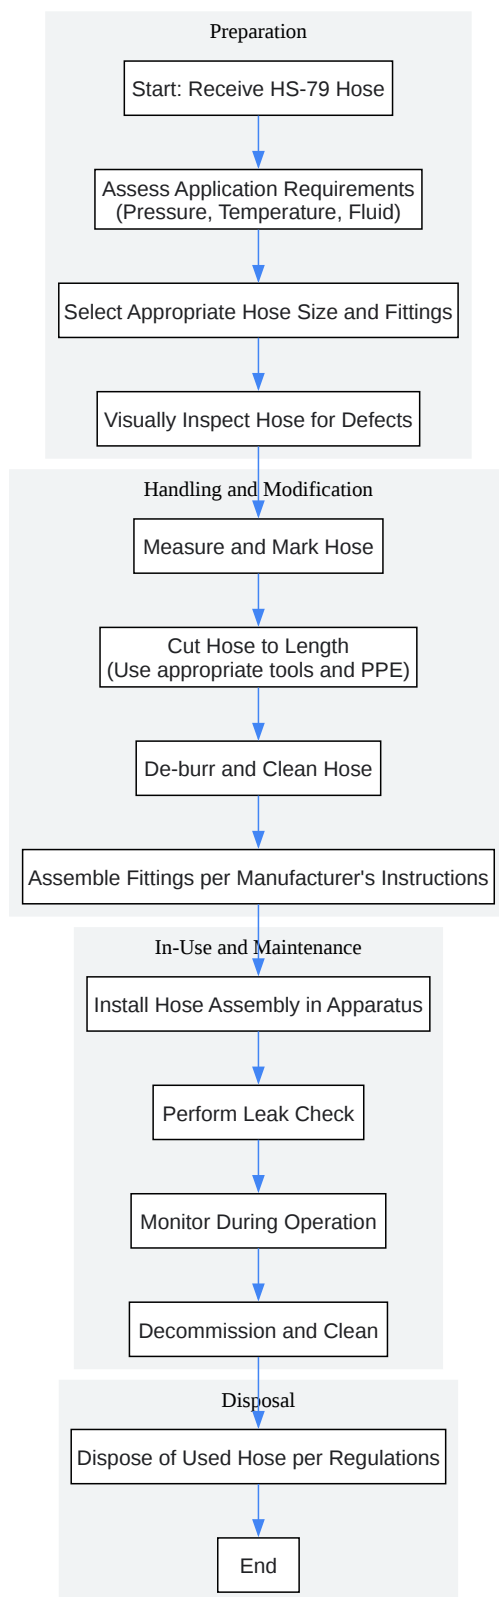 Preparation
Start: Receive HS-79 Hose
Assess Application Requirements
(Pressure, Temperature, Fluid)
Select Appropriate Hose Size and Fittings
Visually Inspect Hose for Defects
Handling and Modification
Measure and Mark Hose
Cut Hose to Length
(Use appropriate tools and PPE)
De-burr and Clean Hose
Assemble Fittings per Manufacturer's Instructions
In-Use and Maintenance
Install Hose Assembly in Apparatus
Perform Leak Check
Monitor During Operation
Decommission and Clean
Disposal
Dispose of Used Hose per Regulations
End